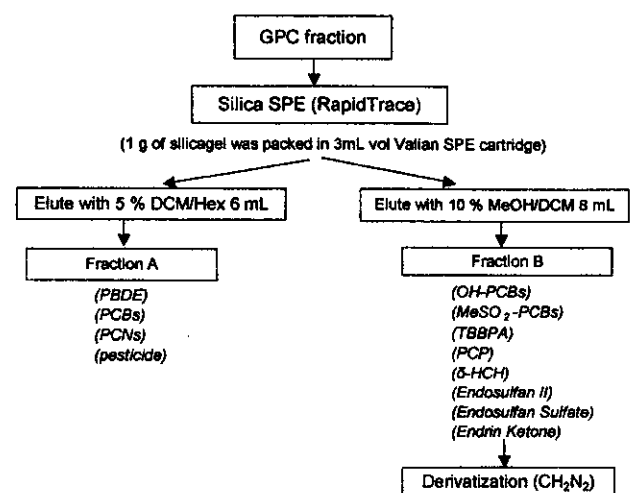 GPC fraction
Silica SPE (RapidTrace)
(1 g of silicagel was packed in 3mL vol Valian SPE cartridge)
Elute with 5 % DCM/Hex 6 mL
Elute with 10 % MeOH/DCM 8 mL
Fraction A
(PBDE)
(PCBs)
(PCNs)
(pesticide)
Fraction B
(OH-PCBs)
(MeSO₂-PCBs)
(TBBPA)
(PCP)
(δ-HCH)
(Endosulfan II)
(Endosulfan Sulfate)
(Endrin Ketone)
Derivatization (CH₂N₂)